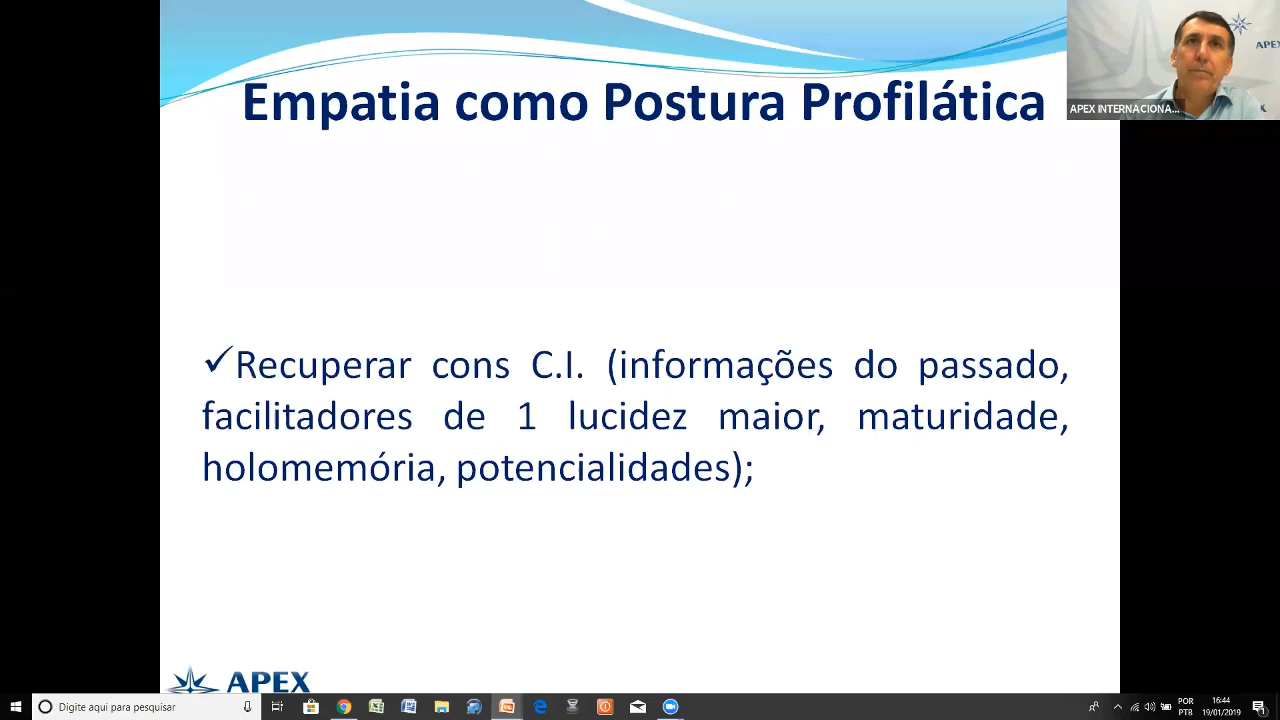 Empatia como Postura Profilática
APEX
APEX INTERNACIONA...
✓Recuperar cons C.I. (informações do passado,
facilitadores de 1 lucidez maior, maturidade,
holomemória, potencialidades);
APEX
Digite aqui para pesquisar
POR
PTB
16:44
19/01/2019